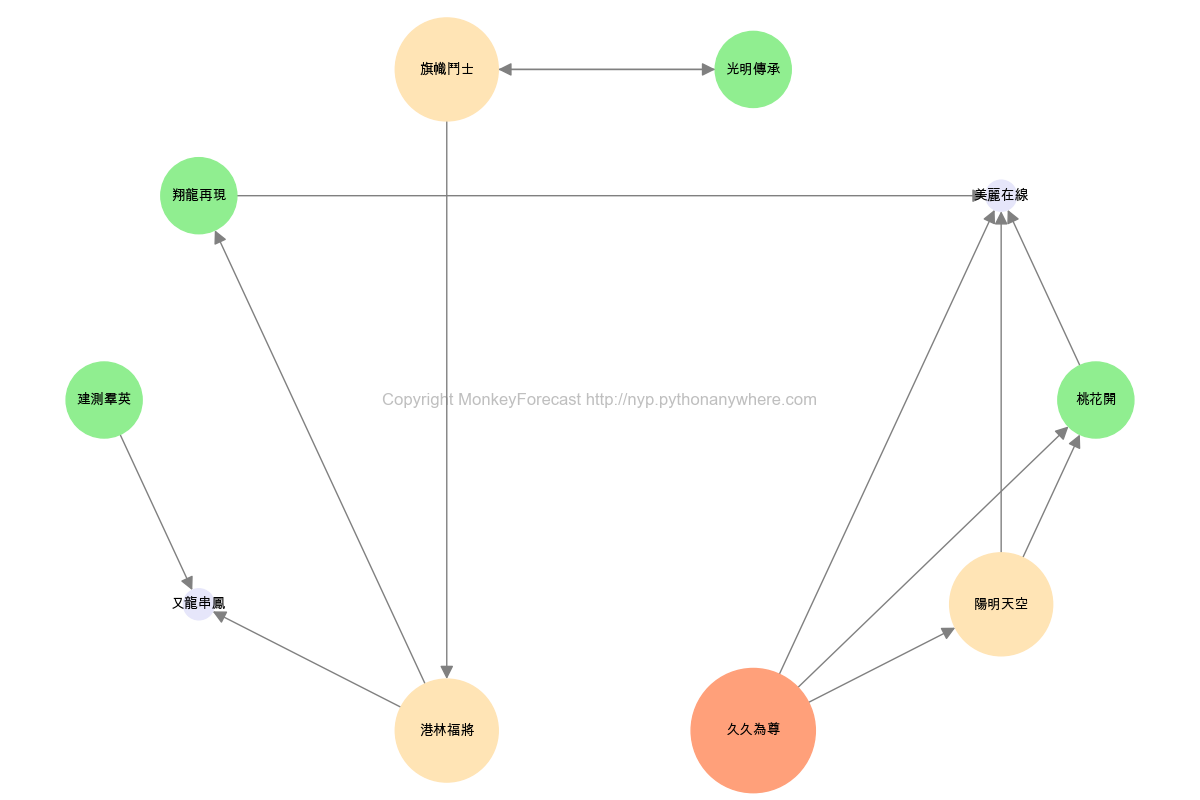 旗幟鬥士
光明傳承
翔龍再現
美麗在線
建測羣英
Copyright MonkeyForecast http://nyp.pythonanywhere.com
桃花開
又龍串鳳
陽明天空
港林福將
久久為尊